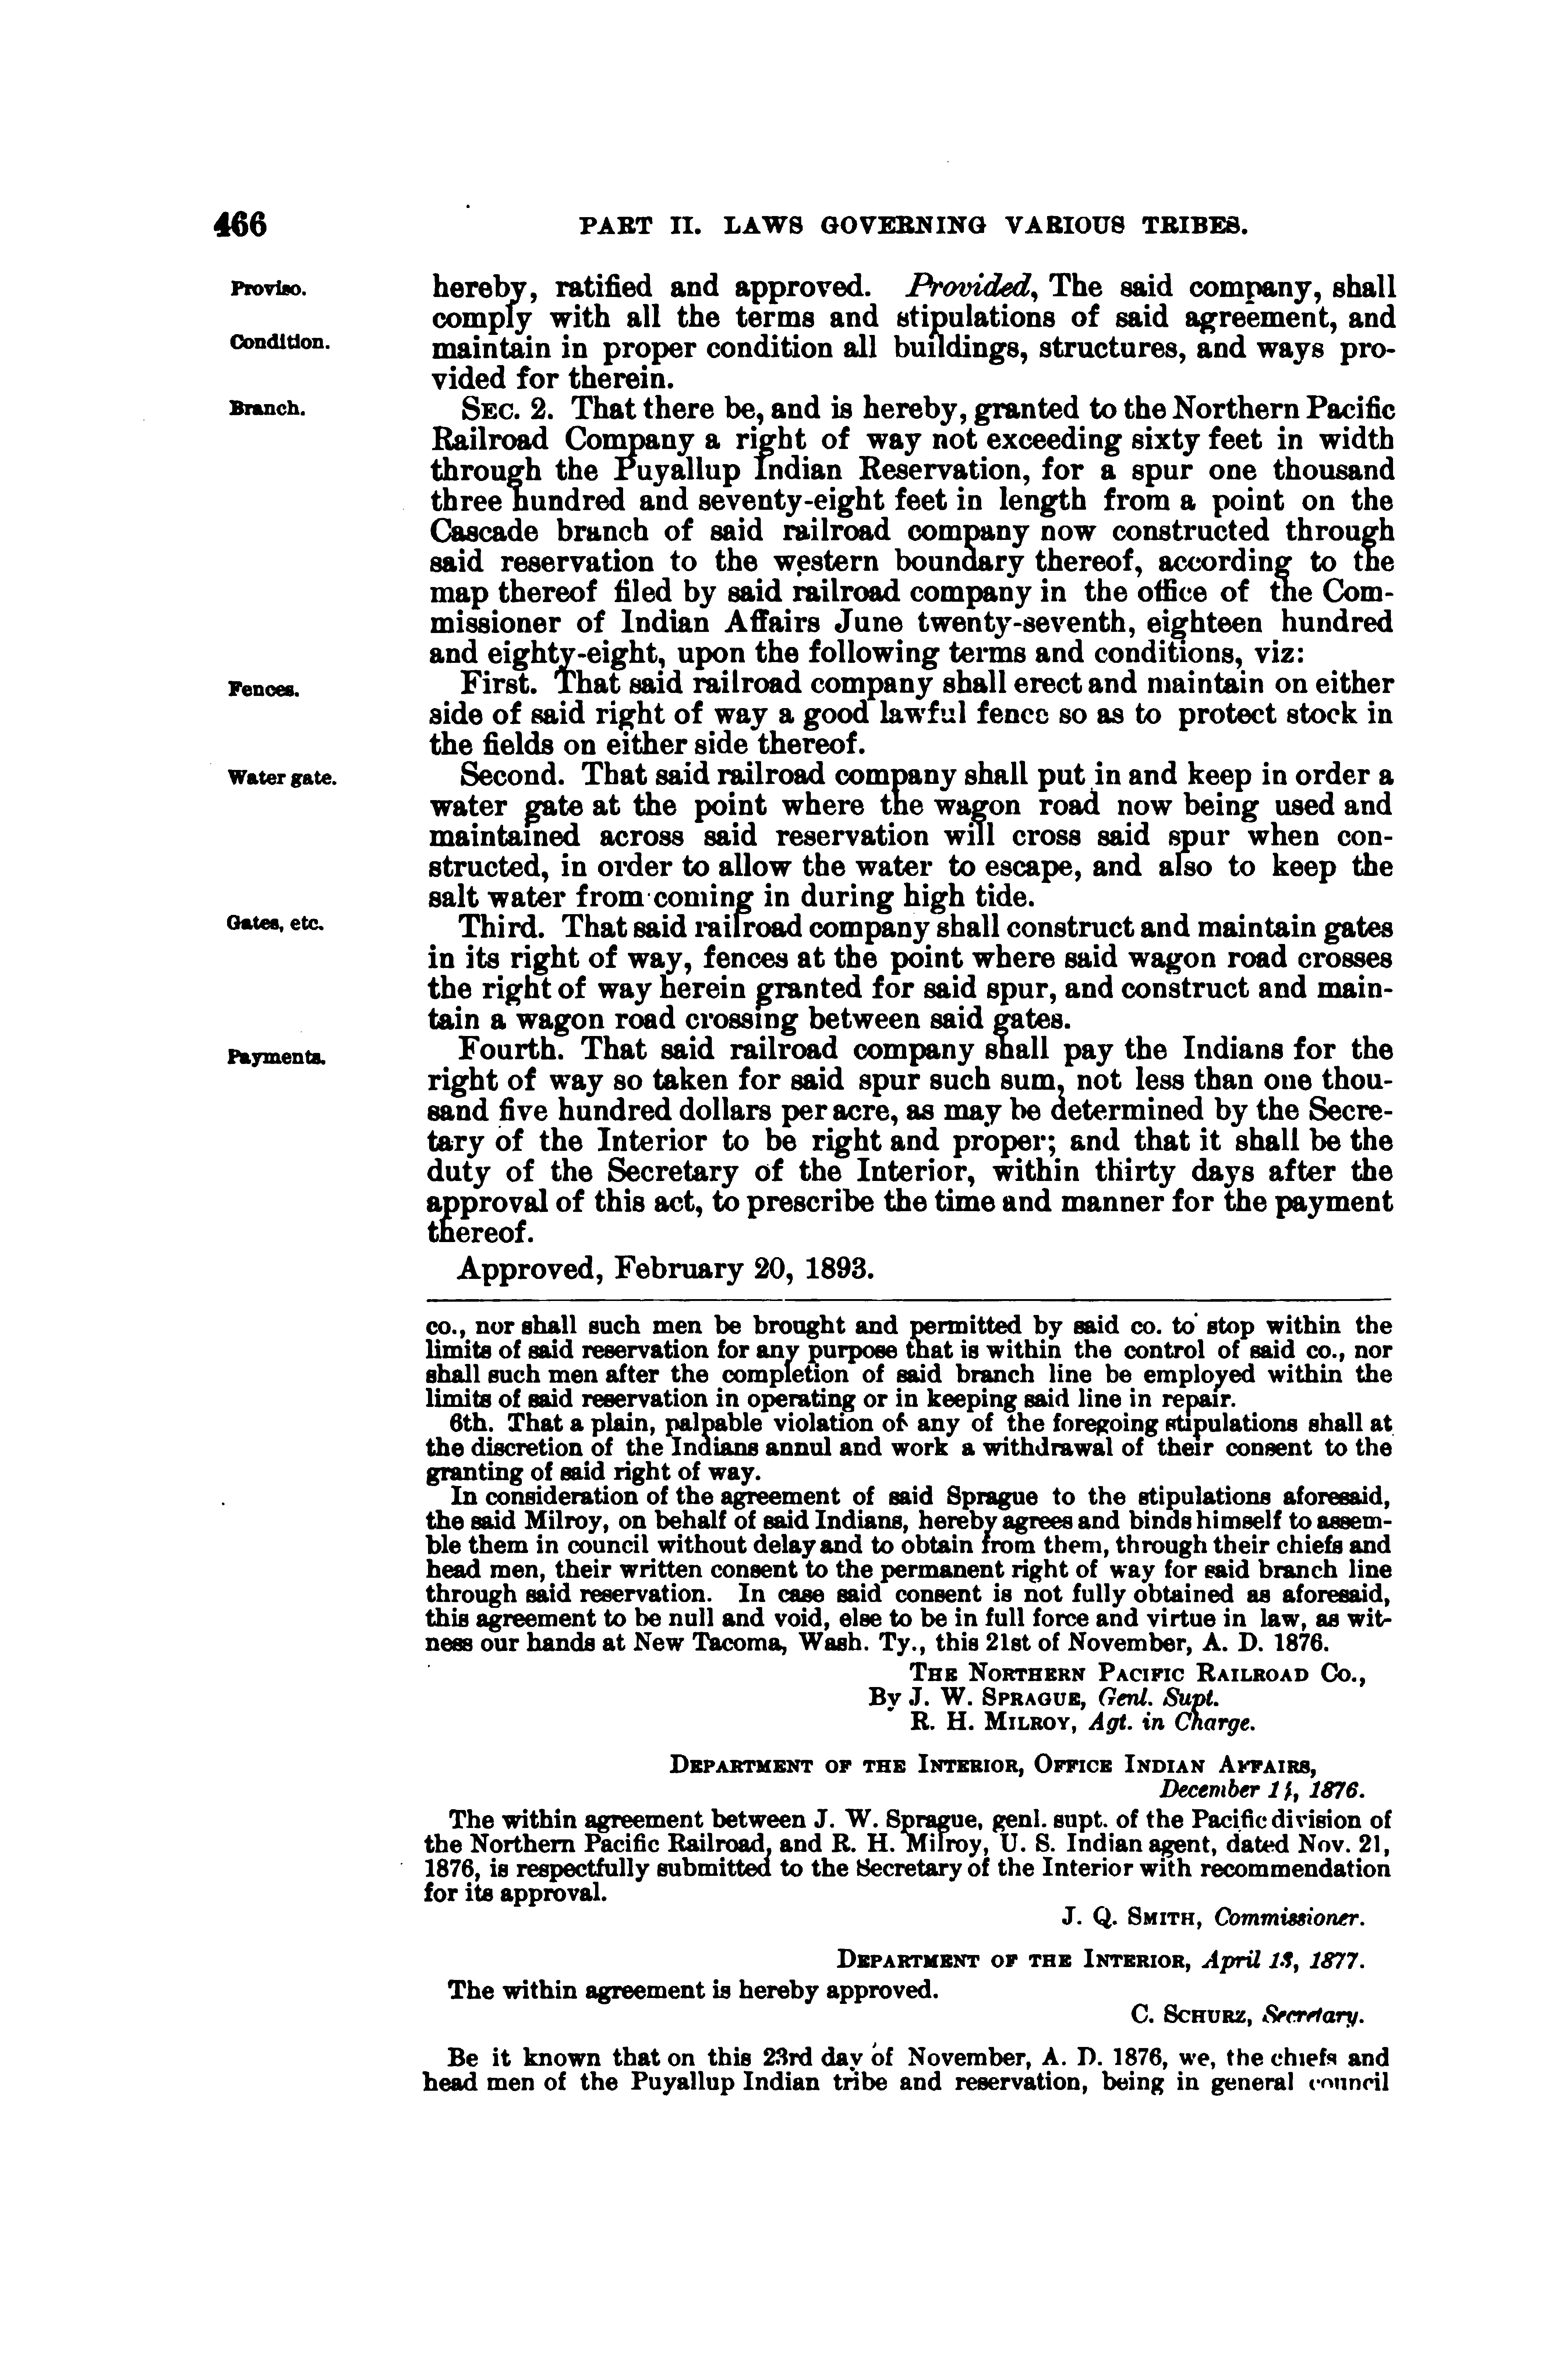 466
PART II. LAWS GOVERNING VARIOUS TRIBES.
Proviso.
hereby, ratified and approved. Provided, The said company, shall
comply with all the terms and stipulations of said agreement, and
Condition.
maintain in proper condition all buildings, structures, and ways pro-
vided for therein.
Branch.
SEC. 2. That there be, and is hereby, granted to the Northern Pacific
Railroad Company a right of way not exceeding sixty feet in width
through the Puyallup Indian Reservation, for a spur one thousand
three hundred and seventy-eight feet in length from a point on the
Cascade branch of said railroad company now constructed through
said reservation to the western boundary thereof, according to the
map thereof filed by said railroad company in the office of the Com-
missioner of Indian Affairs June twenty-seventh, eighteen hundred
and eighty-eight, upon the following terms and conditions, viz:
Fences.
First. That said railroad company shall erect and maintain on either
side of said right of way a good lawful fence so as to protect stock in
the fields on either side thereof.
Water gate.
Second. That said railroad company shall put in and keep in order a
water gate at the point where the wagon road now being used and
maintained across said reservation will cross said spur when con-
structed, in order to allow the water to escape, and also to keep the
salt water from coming in during high tide.
Gates, etc.
Third. That said railroad company shall construct and maintain gates
in its right of way, fences at the point where said wagon road crosses
the right of way herein granted for said spur, and construct and main-
tain a wagon road crossing between said gates.
Payments.
Fourth. That said railroad company shall pay the Indians for the
right of way so taken for said spur such sum, not less than one thou-
sand five hundred dollars per acre, as may be determined by the Secre-
tary of the Interior to be right and proper; and that it shall be the
duty of the Secretary of the Interior, within thirty days after the
approval of this act, to prescribe the time and manner for the payment
thereof.
Approved, February 20, 1893.
co., nor shall such men be brought and permitted by said co. to stop within the
limits of said reservation for any purpose that is within the control of said co., nor
shall such men after the completion of said branch line be employed within the
limits of said reservation in operating or in keeping said line in repair.
6th. That a plain, palpable violation of any of the foregoing stipulations shall at
the discretion of the Indians annul and work a withdrawal of their consent to the
granting of said right of way.
In consideration of the agreement of said Sprague to the stipulations aforesaid,
the said Milroy, on behalf of said Indians, hereby agrees and binds himself to assem-
ble them in council without delay and to obtain from them, through their chiefs and
head men, their written consent to the permanent right of way for said branch line
through said reservation. In case said consent is not fully obtained as aforesaid,
this agreement to be null and void, else to be in full force and virtue in law, as wit-
ness our hands at New Tacoma, Wash. Ty., this 21st of November, A. D. 1876.
THE NORTHERN PACIFIC RAILROAD CO.,
By J. W. SPRAGUE, Genl. Supt.
R. H. MILROY, Agt. in Charge.
DEPARTMENT OF THE INTERIOR, OFFICE INDIAN AFFAIRS,
December , 1876.
The within agreement between J. W. Sprague, genl. supt. of the Pacific division of
the Northern Pacific Railroad, and R. H. Milroy, U. S. Indian agent, dated Nov. 21,
1876, is respectfully submitted to the Secretary of the Interior with recommendation
for its approval.
J. Q. SMITH, Commissioner.
DEPARTMENT OF THE INTERIOR, April 13, 1877.
The within agreement is hereby approved.
C. SCHURZ, Secretary.
Be it known that on this 23rd day of November, A. D. 1876, we, the chiefs and
head men of the Puyallup Indian tribe and reservation, being in general council